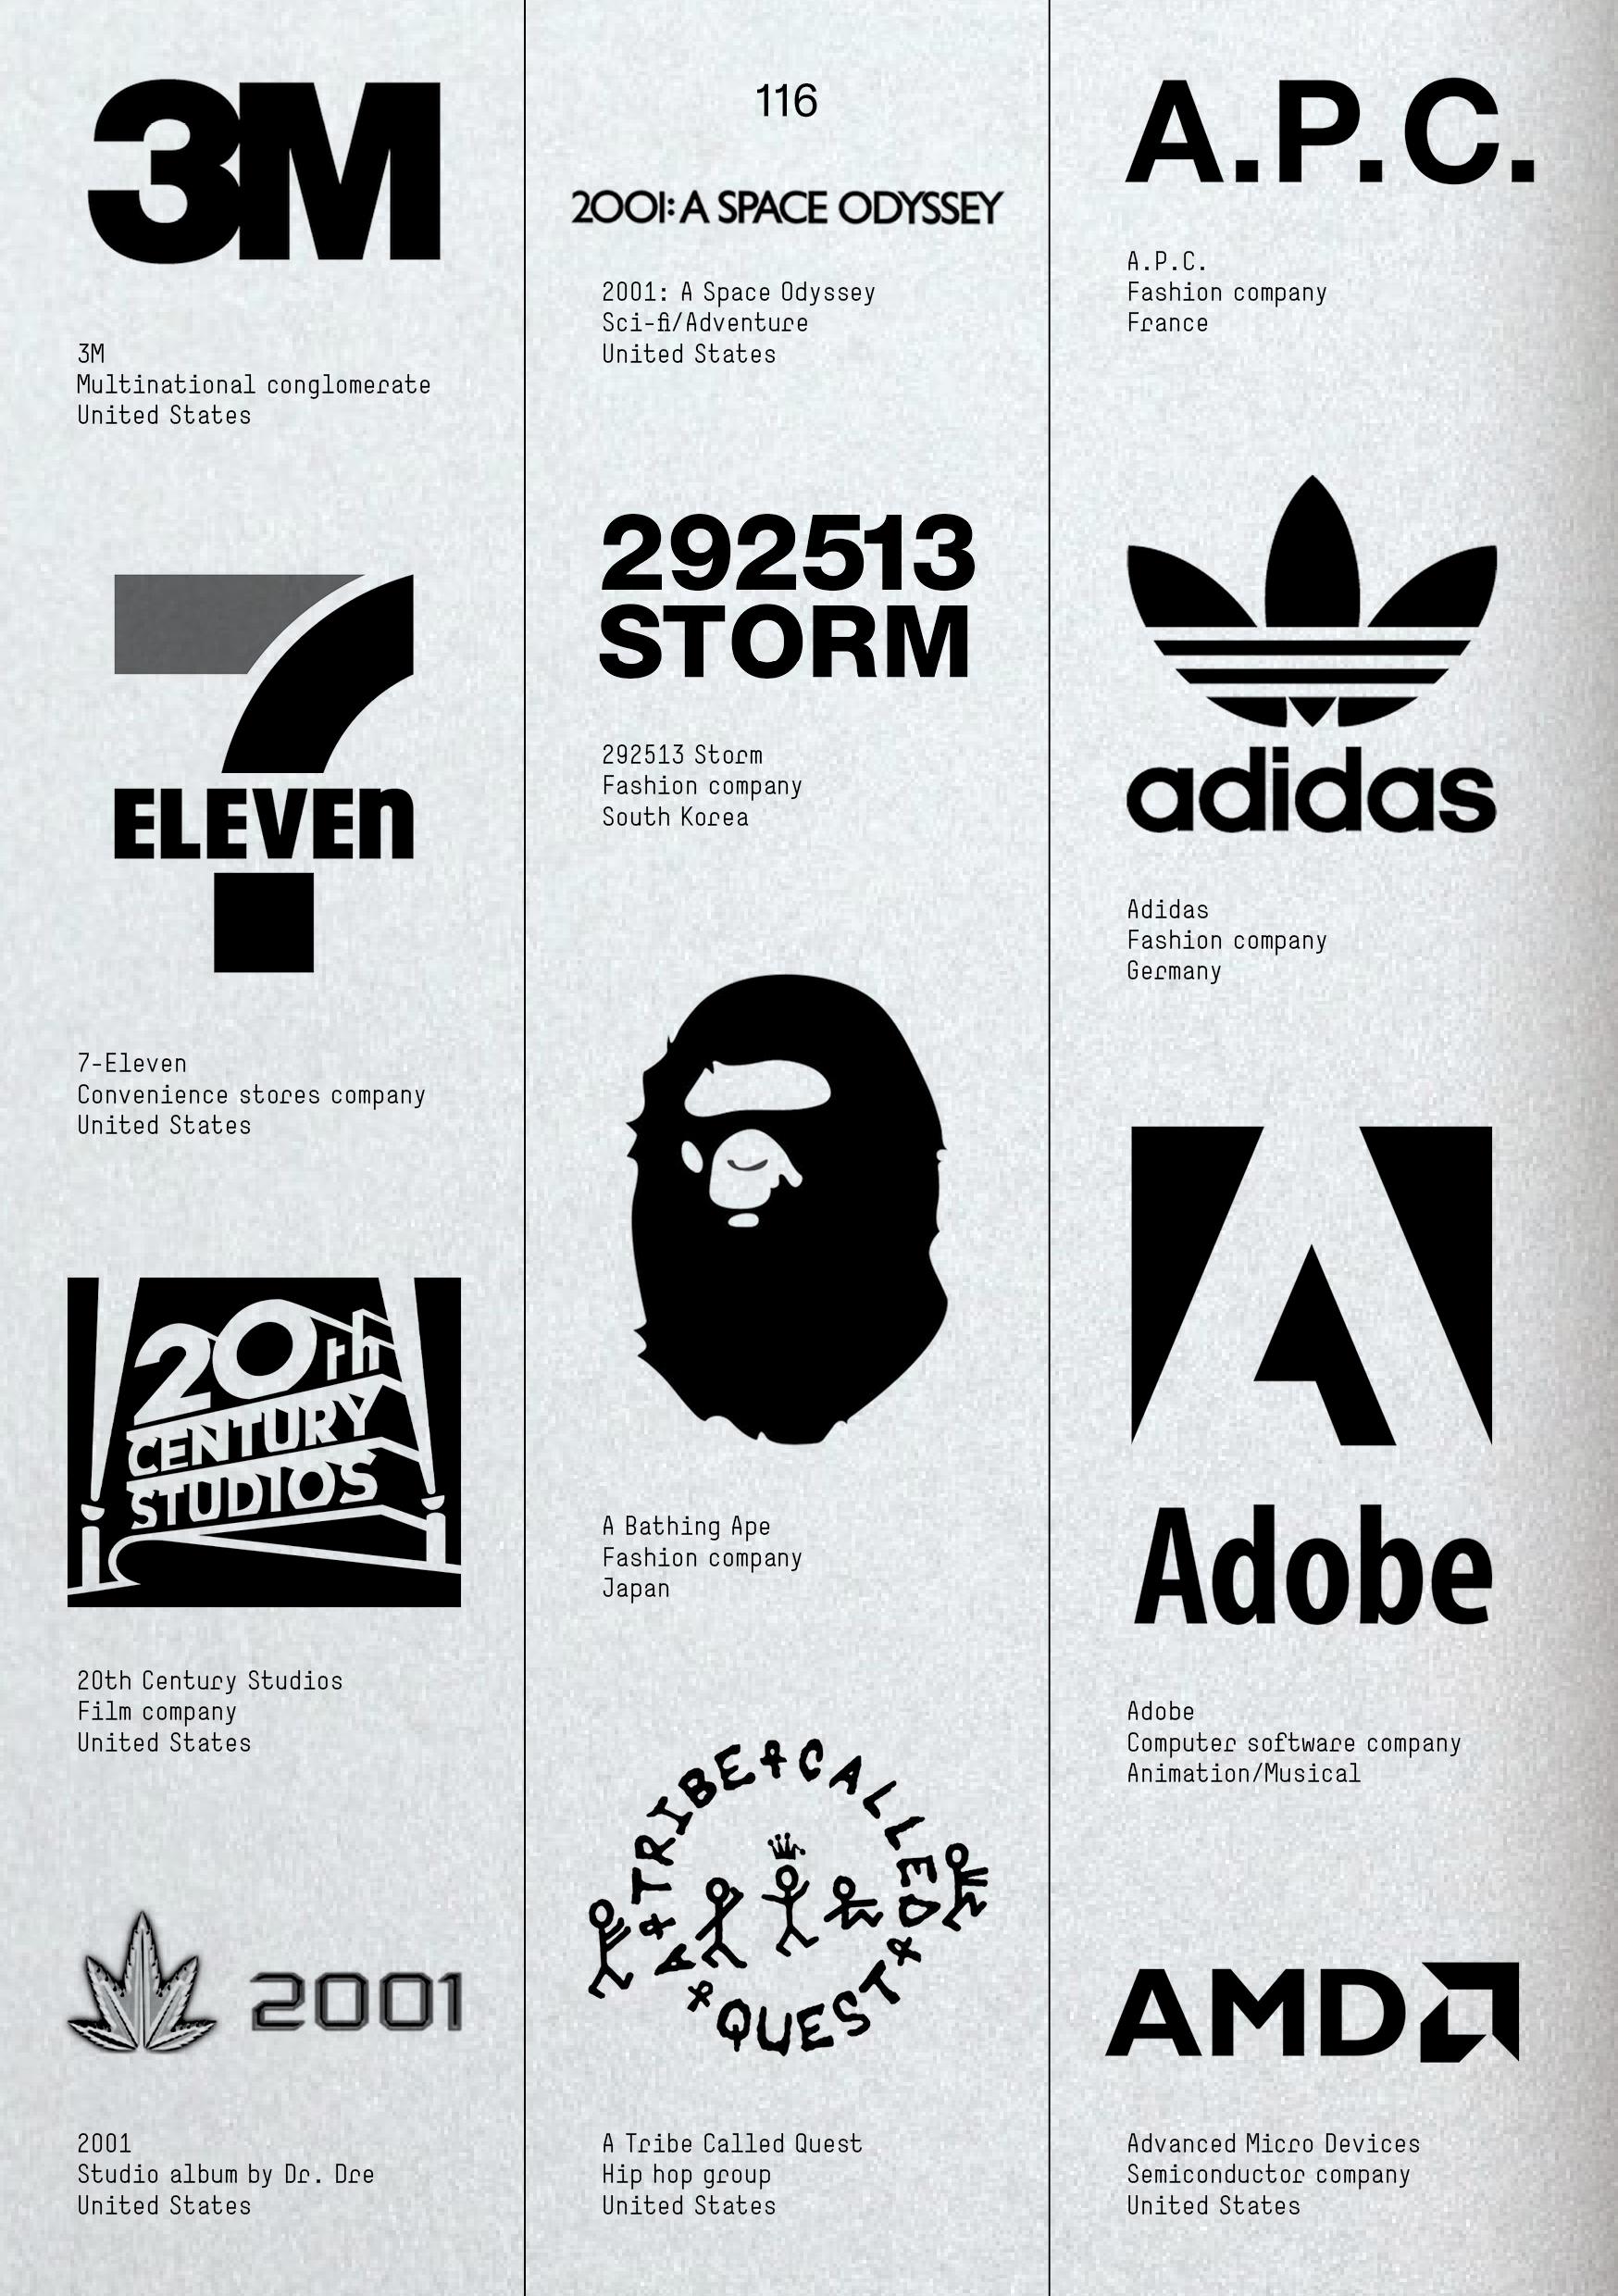 3M
3M
Multinational conglomerate
United States
7
ELEVEn
7-Eleven
Convenience stores company
United States
20th
CENTURY
STUDIOS
20th Century Studios
Film company
United States
2001
2001
Studio album by Dr. Dre
United States
116
2001: A SPACE ODYSSEY
2001: A Space Odyssey
Sci-fi/Adventure
United States
292513
STORM
292513 Storm
Fashion company
South Korea
A Bathing Ape
Fashion company
Japan
A TRIBE CALLED QUEST
A Tribe Called Quest
Hip hop group
United States
A.P.C.
A.P.C.
Fashion company
France
adidas
Adidas
Fashion company
Germany
A
Adobe
Adobe
Computer software company
Animation/Musical
AMD
Advanced Micro Devices
Semiconductor company
United States